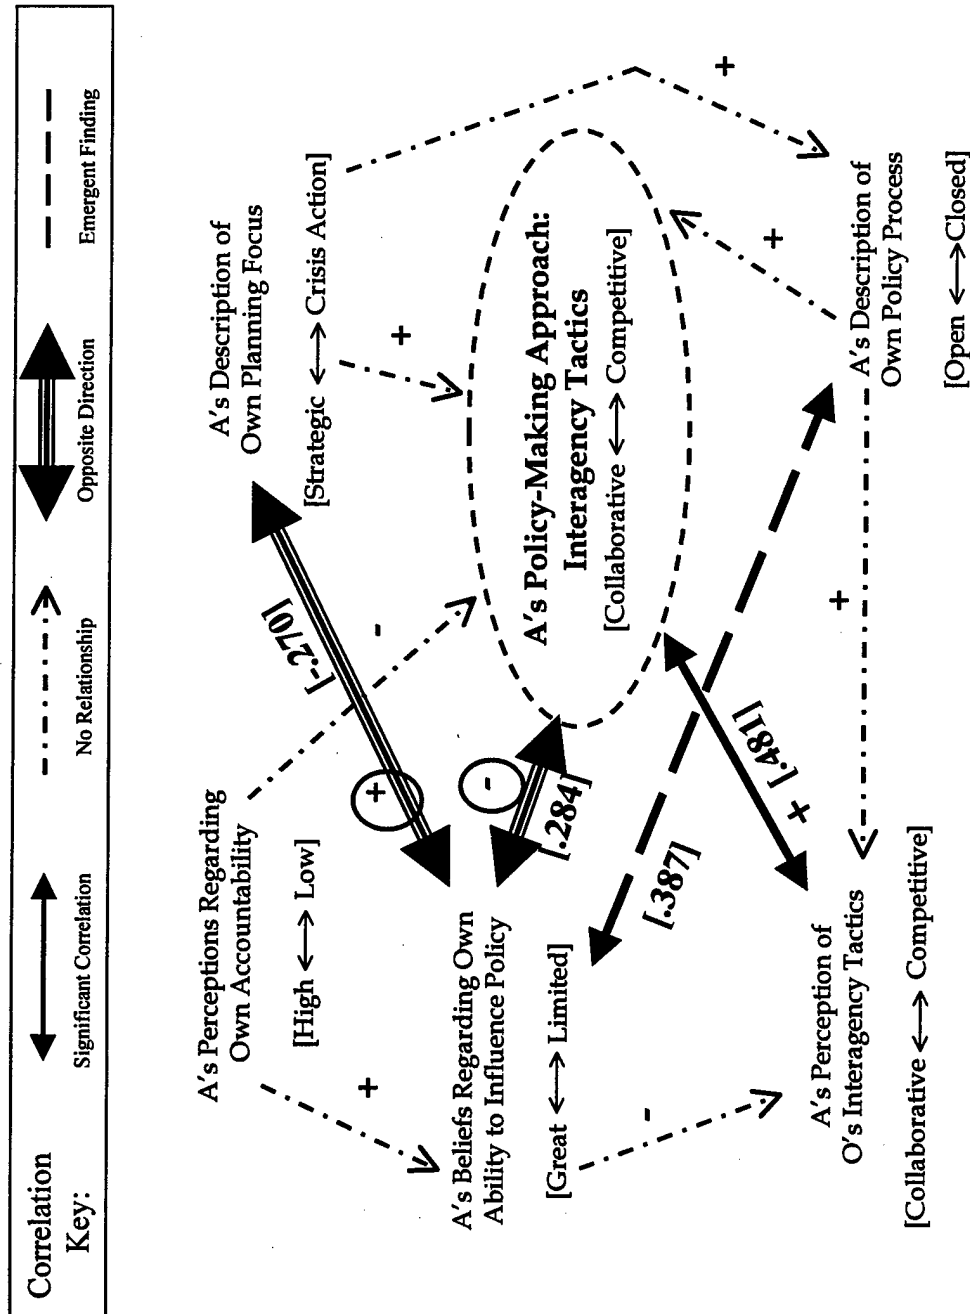 Correlation
Key:
Significant Correlation
No Relationship
Opposite Direction
Emergent Finding
A's Perceptions Regarding
Own Accountability
[High ⟷ Low]
A's Description of
Own Planning Focus
[Strategic ⟷ Crisis Action]
+
+
[-.270]
-
+
+
A's Beliefs Regarding Own
Ability to Influence Policy
[Great ⟷ Limited]
-
[.284]
A's Policy-Making Approach:
Interagency Tactics
[Collaborative ⟷ Competitive]
-
[.387]
+ [.481]
+
+
A's Perception of
O's Interagency Tactics
[Collaborative ⟷ Competitive]
A's Description of
Own Policy Process
[Open ⟷ Closed]